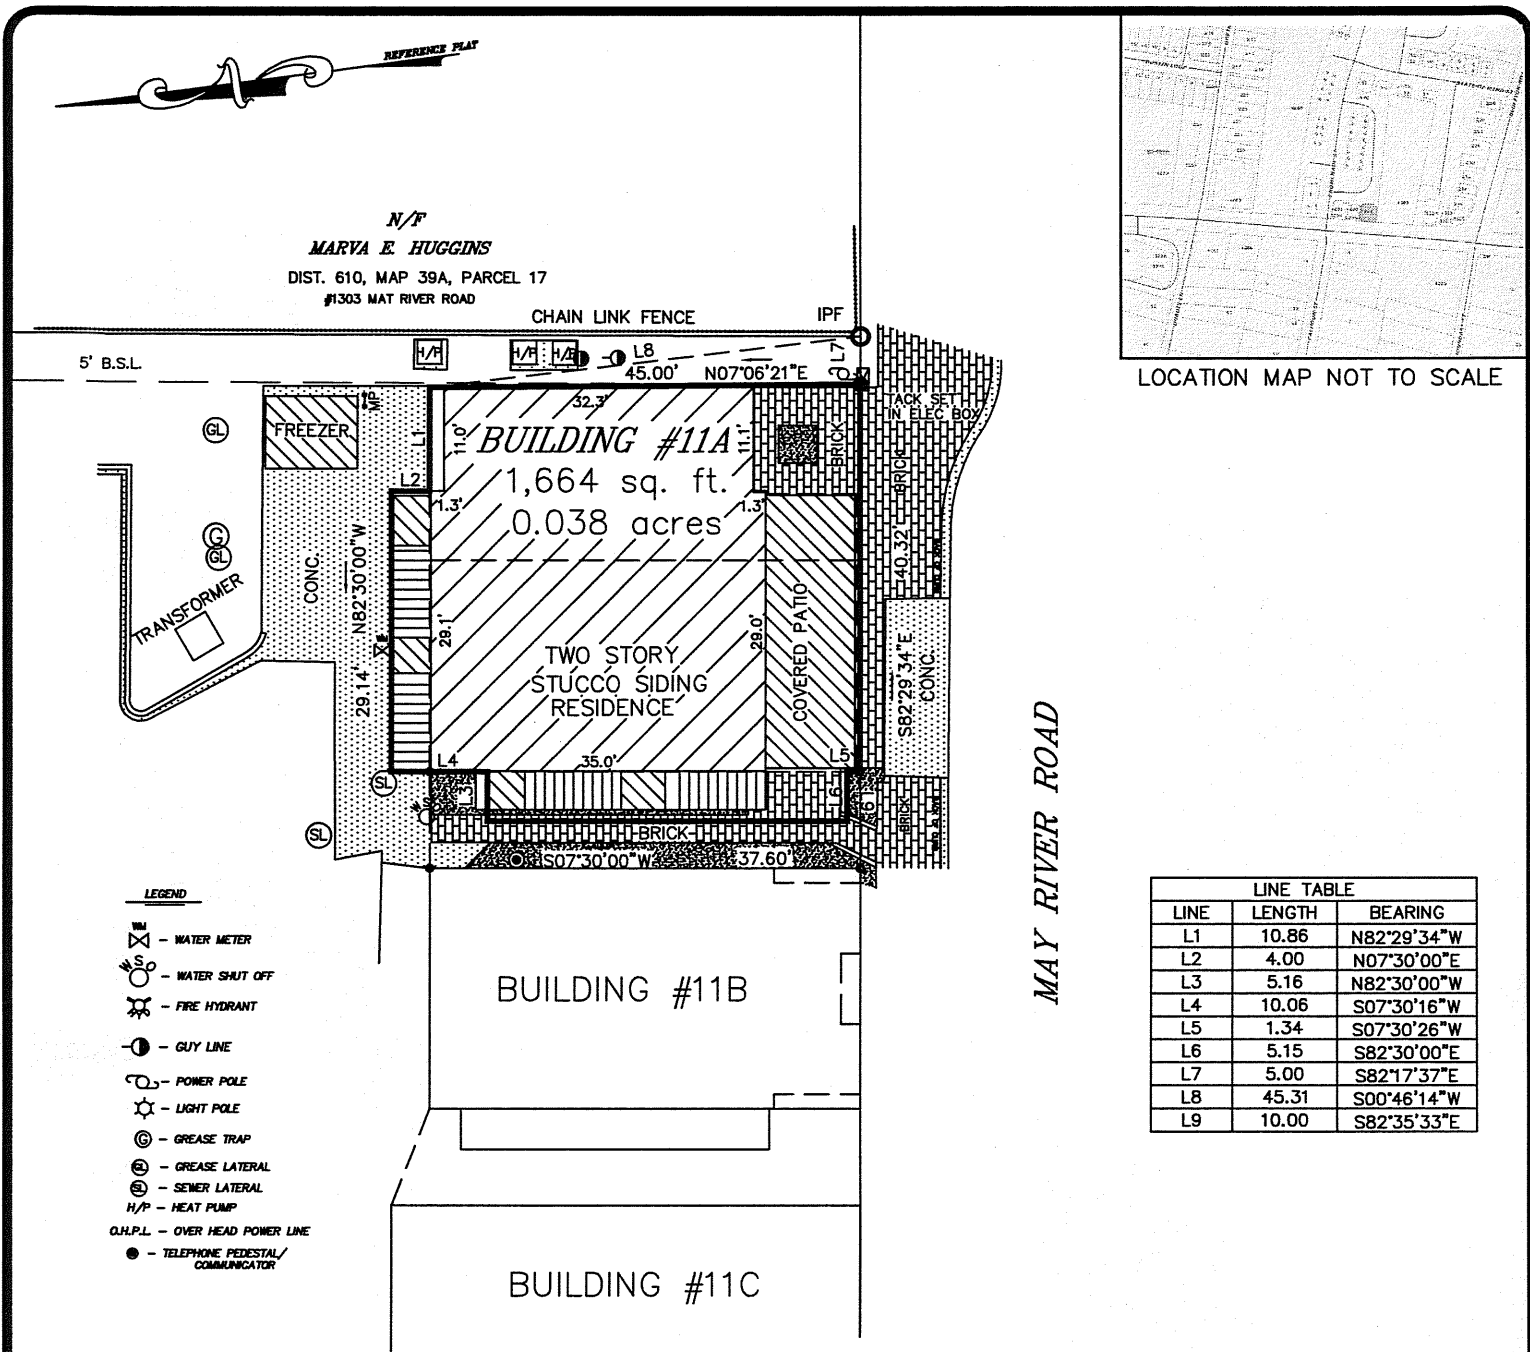 REFERENCE PLAT
N/F
MARVA E. HUGGINS
DIST. 610, MAP 39A, PARCEL 17
#1303 MAT RIVER ROAD
CHAIN LINK FENCE
IPF
5' B.S.L.
H/P
H/P
H/P
L8
45.00'
N07°06'21"E
L7
LOCATION MAP NOT TO SCALE
TACK SET
IN ELEC BOX
MP
FREEZER
GL
L1
32.3'
11.0'
BUILDING #11A
11.1'
BRICK
1,664 sq. ft.
0.038 acres
L2
1.3'
1.3'
BRICK
40.32'
G
GL
CONC.
N82°30'00"W
29.14'
TRANSFORMER
29.1'
29.0'
TWO STORY
STUCCO SIDING
RESIDENCE
COVERED PATIO
S82°29'34"E
CONC.
L4
35.0'
L5
SL
L3
L6
L9
WSO
SL
BRICK
BRICK
S07°30'00"W
37.60'
MAY RIVER ROAD
LEGEND
WM
- WATER METER
WSO
- WATER SHUT OFF
- FIRE HYDRANT
- GUY LINE
- POWER POLE
- LIGHT POLE
G - GREASE TRAP
GL - GREASE LATERAL
SL - SEWER LATERAL
H/P - HEAT PUMP
O.H.P.L. - OVER HEAD POWER LINE
- TELEPHONE PEDESTAL/
COMMUNICATOR
BUILDING #11B
BUILDING #11C
LINE TABLE
LINE LENGTH BEARING
L1 10.86 N82°29'34"W
L2 4.00 N07°30'00"E
L3 5.16 N82°30'00"W
L4 10.06 S07°30'16"W
L5 1.34 S07°30'26"W
L6 5.15 S82°30'00"E
L7 5.00 S82°17'37"E
L8 45.31 S00°46'14"W
L9 10.00 S82°35'33"E